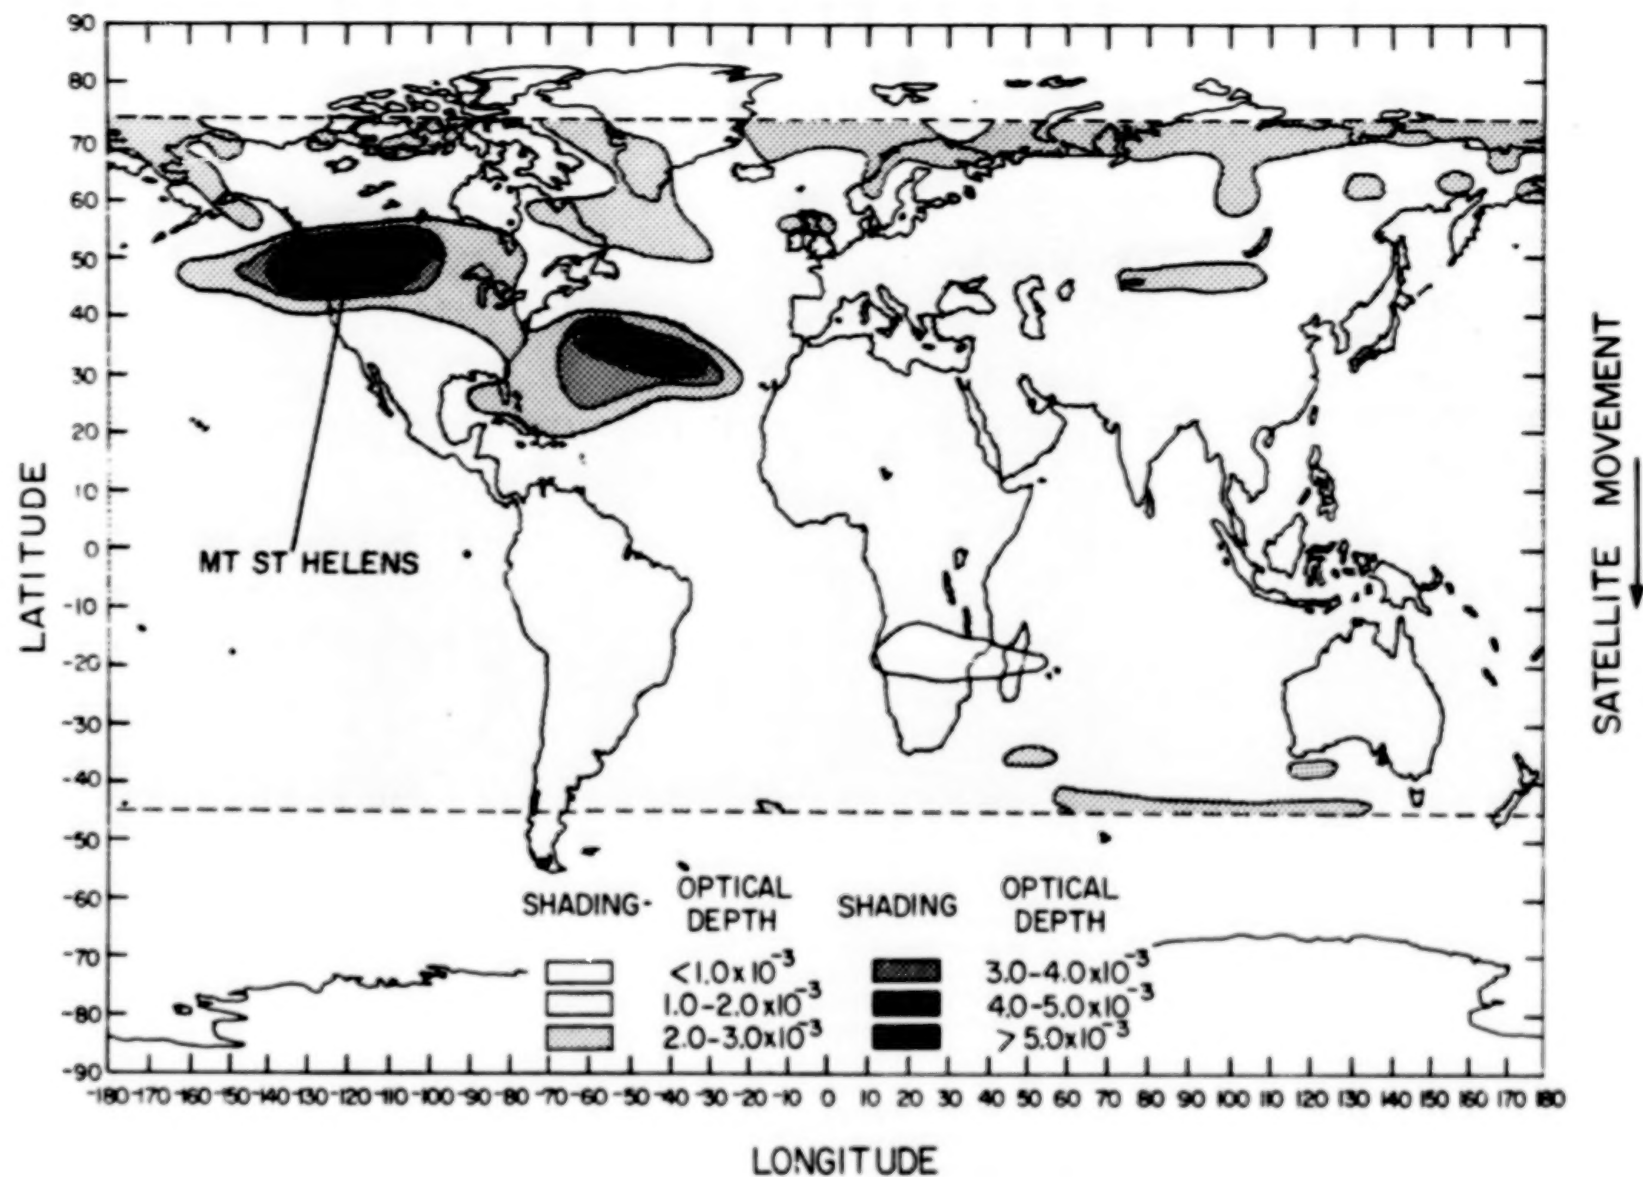 90
80
70
60
50
40
30
20
10
0
-10
-20
-30
-40
-50
-60
-70
-80
-90
LATITUDE
MT ST HELENS
SATELLITE MOVEMENT
SHADING- OPTICAL DEPTH SHADING OPTICAL DEPTH
<1.0x10⁻³ 3.0-4.0x10⁻³
1.0-2.0x10⁻³ 4.0-5.0x10⁻³
2.0-3.0x10⁻³ >5.0x10⁻³
-180 -170 -160 -150 -140 -130 -120 -110 -100 -90 -80 -70 -60 -50 -40 -30 -20 -10 0 10 20 30 40 50 60 70 80 90 100 110 120 130 140 150 160 170 180
LONGITUDE